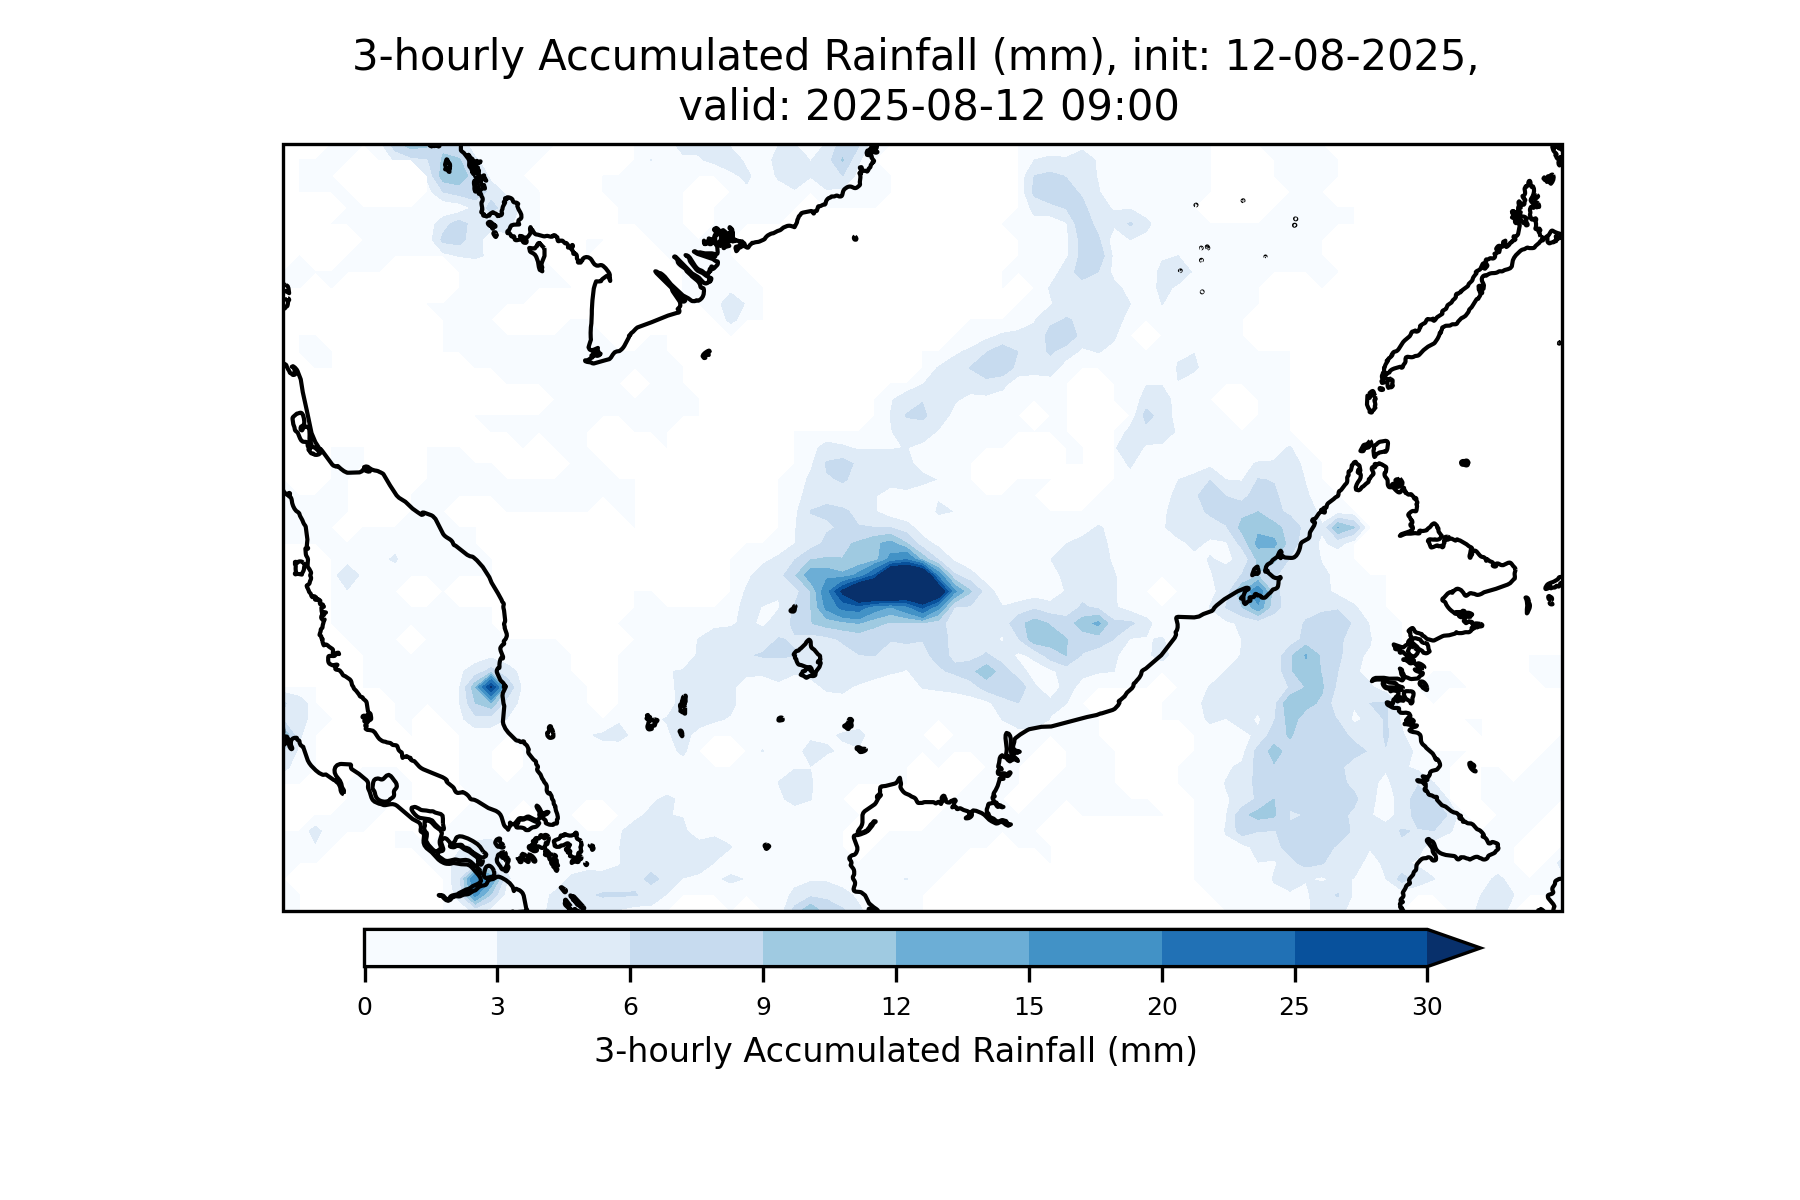 3-hourly Accumulated Rainfall (mm), init: 12-08-2025,
valid: 2025-08-12 09:00
0 3 6 9 12 15 20 25 30
3-hourly Accumulated Rainfall (mm)